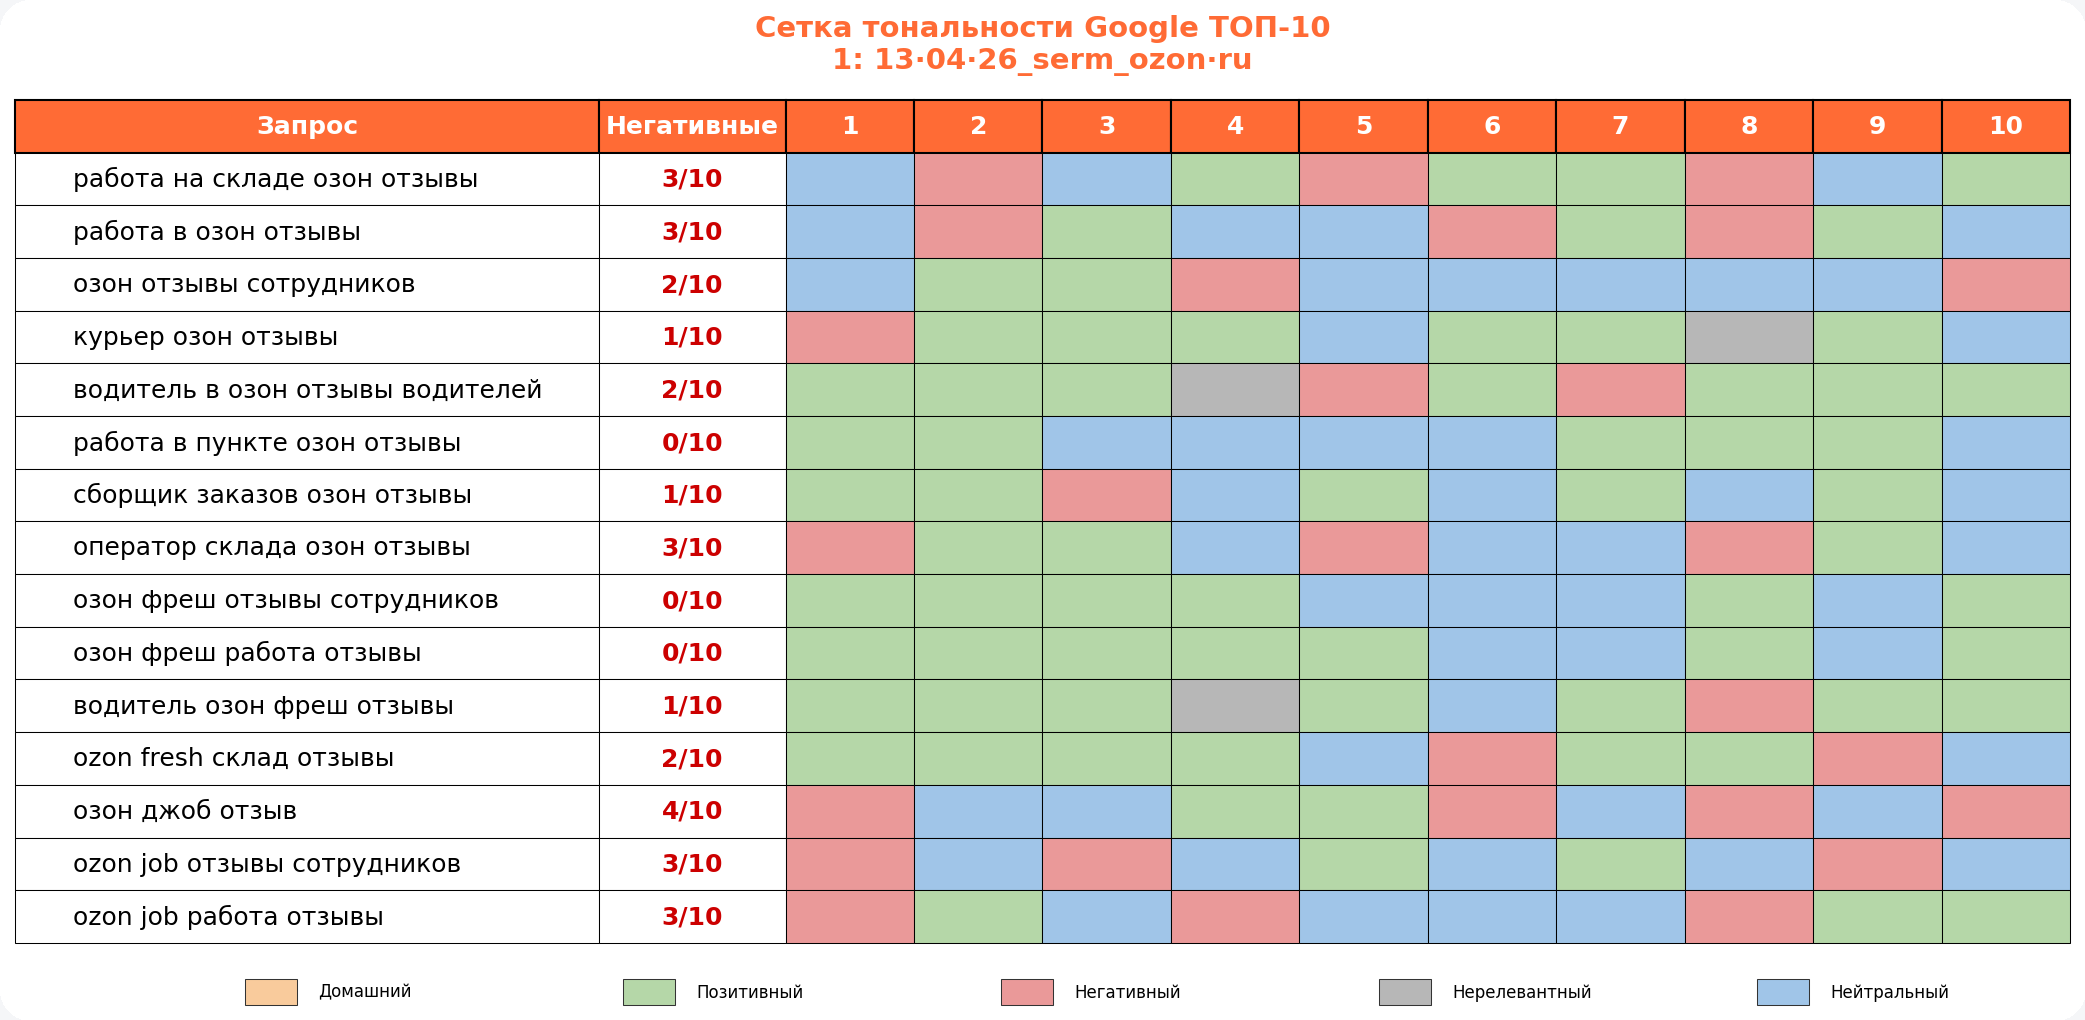 Сетка тональности Google ТОП-10
1: 13·04·26_serm_ozon·ru
Запрос Негативные 1 2 3 4 5 6 7 8 9 10
работа на складе озон отзывы 3/10
работа в озон отзывы 3/10
озон отзывы сотрудников 2/10
курьер озон отзывы 1/10
водитель в озон отзывы водителей 2/10
работа в пункте озон отзывы 0/10
сборщик заказов озон отзывы 1/10
оператор склада озон отзывы 3/10
озон фреш отзывы сотрудников 0/10
озон фреш работа отзывы 0/10
водитель озон фреш отзывы 1/10
ozon fresh склад отзывы 2/10
озон джоб отзыв 4/10
ozon job отзывы сотрудников 3/10
ozon job работа отзывы 3/10
Домашний Позитивный Негативный Нерелевантный Нейтральный